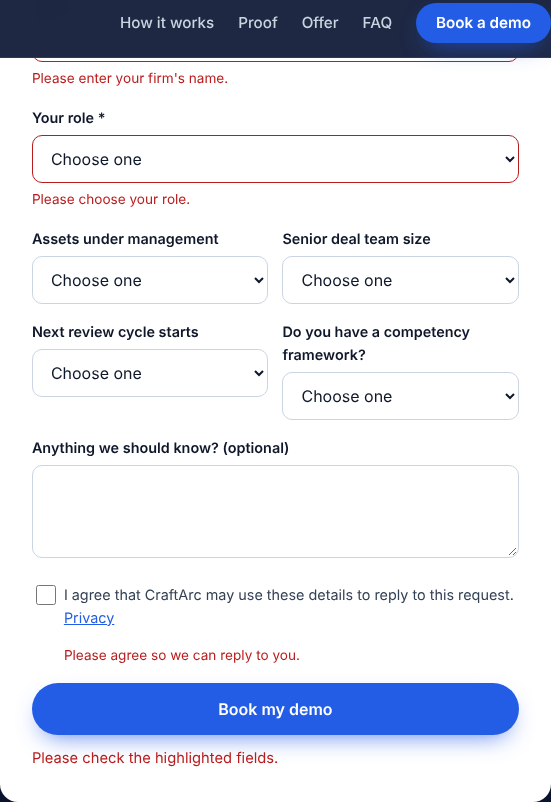 How it works Proof Offer FAQ Book a demo
Please enter your firm's name.
Your role *
Choose one
Please choose your role.
Assets under management Senior deal team size
Choose one Choose one
Next review cycle starts Do you have a competency
framework?
Choose one Choose one
Anything we should know? (optional)
I agree that CraftArc may use these details to reply to this request.
Privacy
Please agree so we can reply to you.
Book my demo
Please check the highlighted fields.